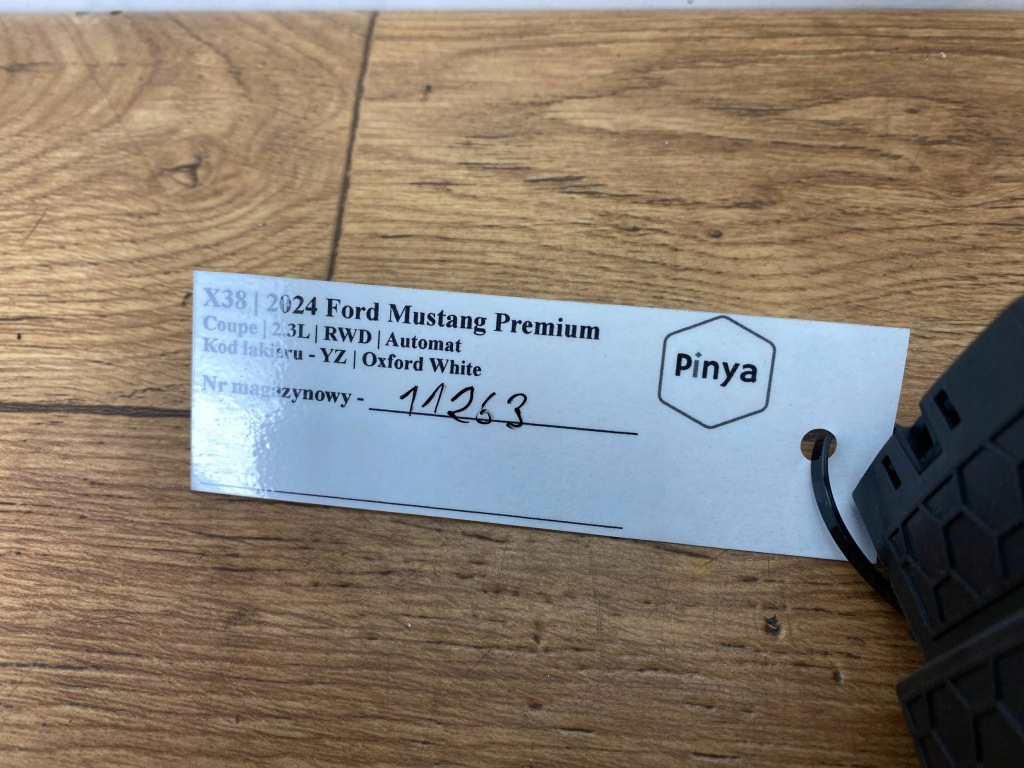 X38 | 2024 Ford Mustang Premium
Coupe | 2.3L | RWD | Automat
Kod lakieru - YZ | Oxford White
Nr magazynowy - 11263
Pinya